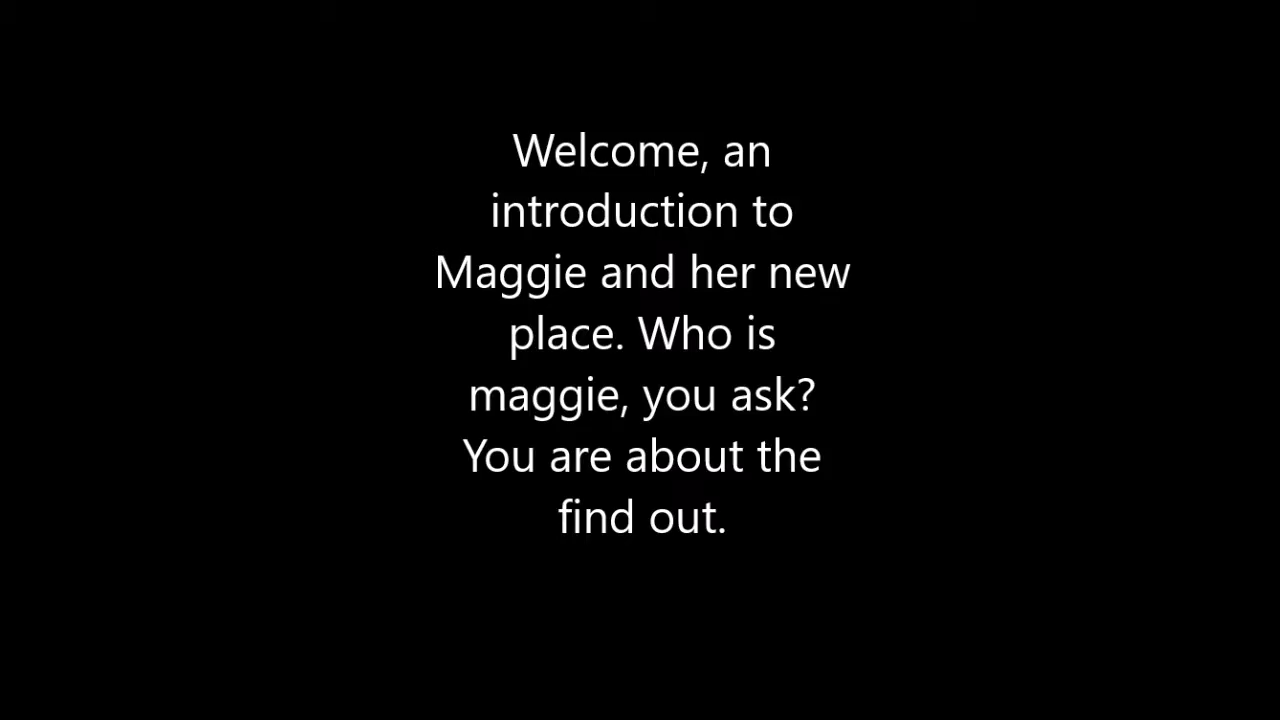 Welcome, an
introduction to
Maggie and her new
place. Who is
maggie, you ask?
You are about the
find out.